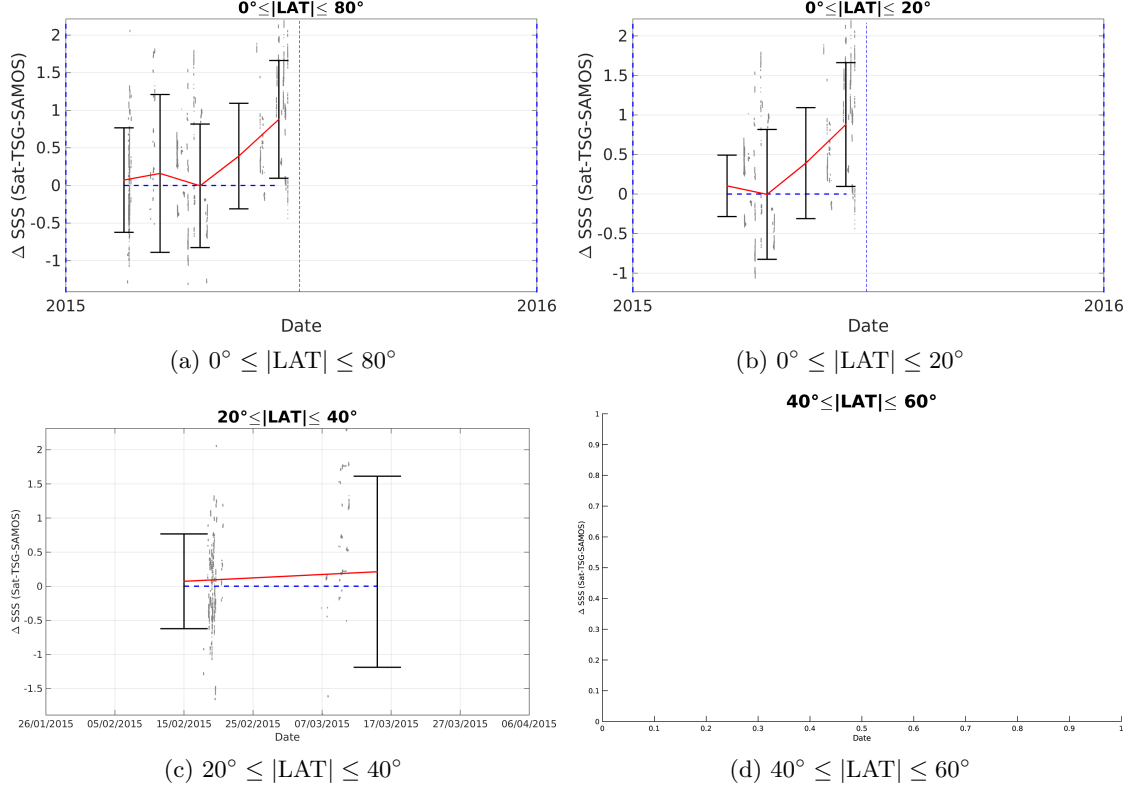 0°≤|LAT|≤ 80°
Δ SSS (Sat-TSG-SAMOS)
2
1.5
1
0.5
0
-0.5
-1
2015
2016
Date
(a) 0° ≤ |LAT| ≤ 80°
0°≤|LAT|≤ 20°
Δ SSS (Sat-TSG-SAMOS)
2
1.5
1
0.5
0
-0.5
-1
2015
2016
Date
(b) 0° ≤ |LAT| ≤ 20°
20°≤|LAT|≤ 40°
Δ SSS (Sat-TSG-SAMOS)
2
1.5
1
0.5
0
-0.5
-1
-1.5
26/01/2015 05/02/2015 15/02/2015 25/02/2015 07/03/2015 17/03/2015 27/03/2015 06/04/2015
Date
(c) 20° ≤ |LAT| ≤ 40°
40°≤|LAT|≤ 60°
Δ SSS (Sat-TSG-SAMOS)
1
0.9
0.8
0.7
0.6
0.5
0.4
0.3
0.2
0.1
0
0 0.1 0.2 0.3 0.4 0.5 0.6 0.7 0.8 0.9 1
Date
(d) 40° ≤ |LAT| ≤ 60°